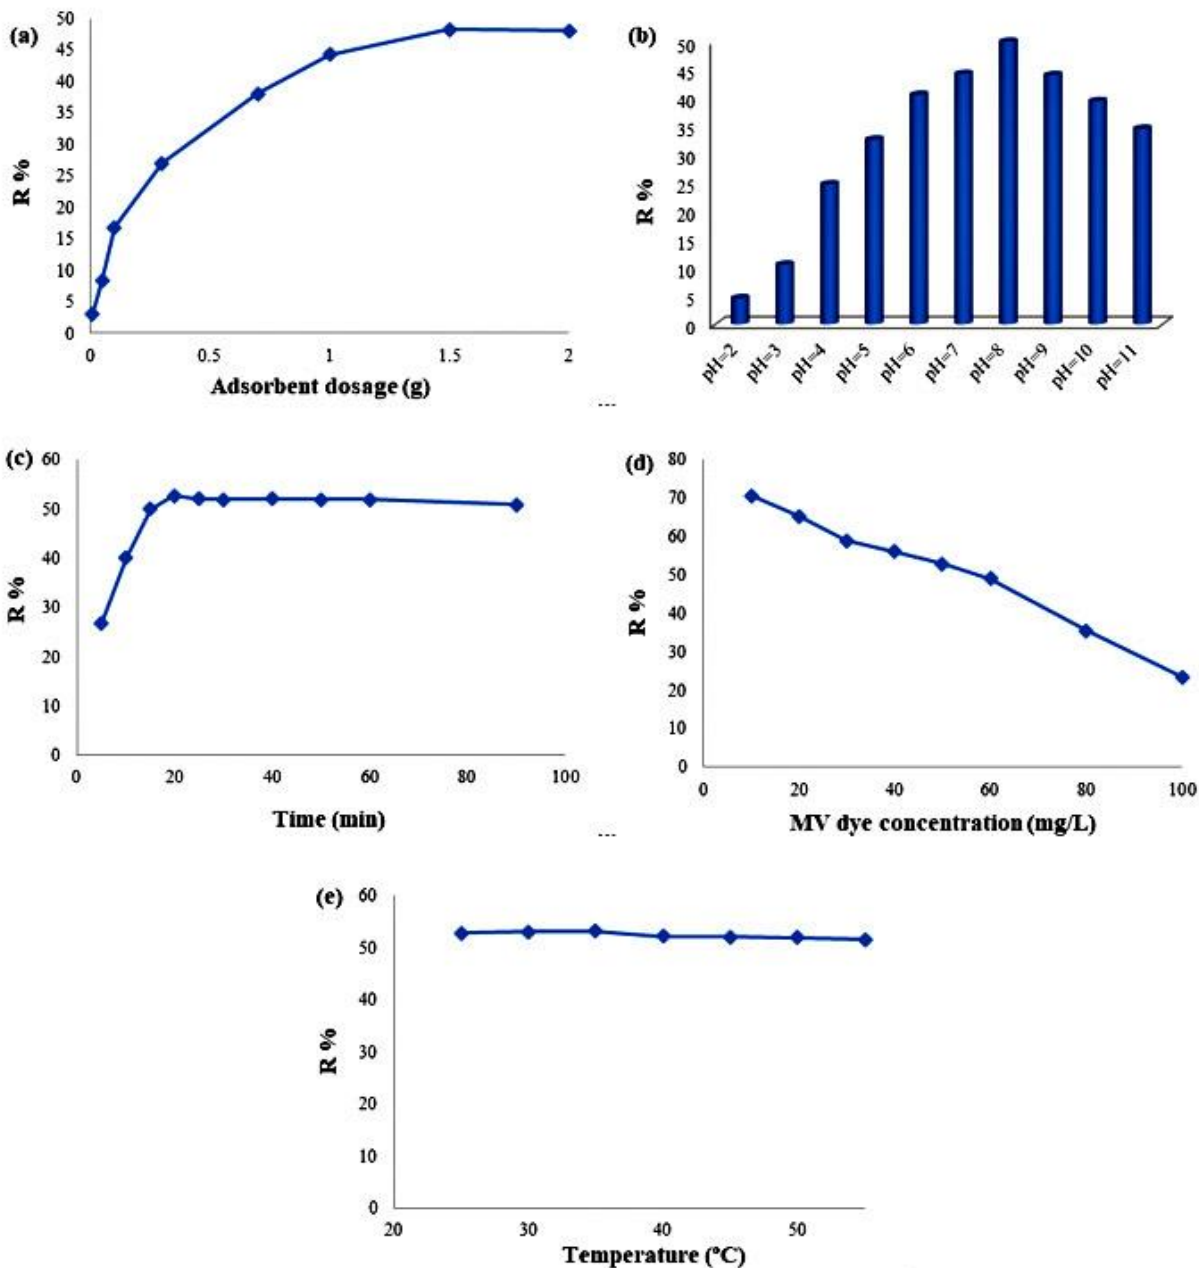 (a)
50
45
40
35
30
25
20
15
10
5
0
R %
0 0.5 1 1.5 2
Adsorbent dosage (g)
(b)
50
45
40
35
30
25
20
15
10
5
0
R %
pH=2 pH=3 pH=4 pH=5 pH=6 pH=7 pH=8 pH=9 pH=10 pH=11
(c)
60
50
40
30
20
10
0
R %
0 20 40 60 80 100
Time (min)
(d)
80
70
60
50
40
30
20
10
0
R %
0 20 40 60 80 100
MV dye concentration (mg/L)
(e)
60
50
40
30
20
10
0
R %
20 30 40 50
Temperature (ºC)